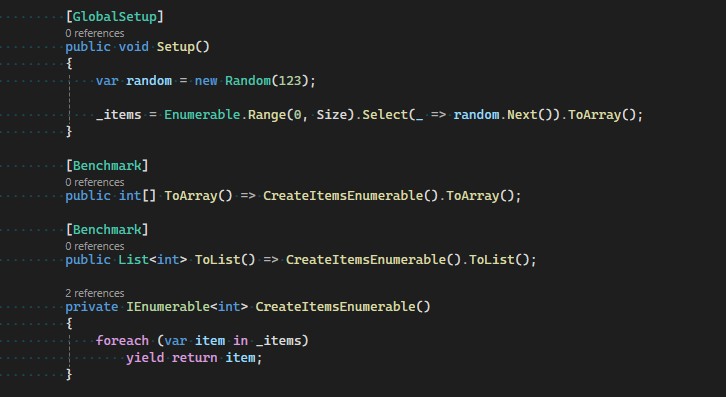 [GlobalSetup]
0 references
public void Setup()
{
var random = new Random(123);
_items = Enumerable.Range(0, Size).Select(_ => random.Next()).ToArray();
}
[Benchmark]
0 references
public int[] ToArray() => CreateItemsEnumerable().ToArray();
[Benchmark]
0 references
public List<int> ToList() => CreateItemsEnumerable().ToList();
2 references
private IEnumerable<int> CreateItemsEnumerable()
{
foreach (var item in _items)
yield return item;
}